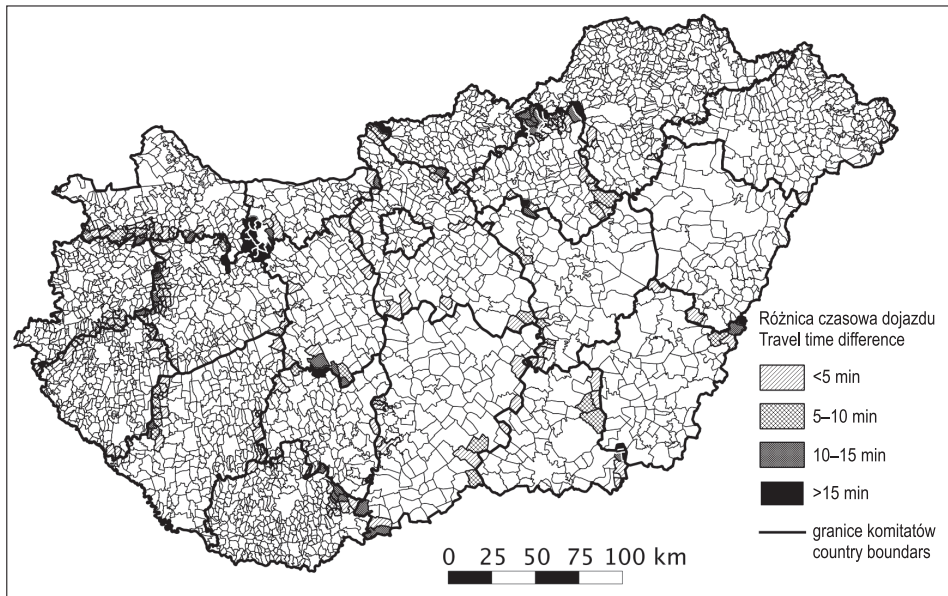 Różnica czasowa dojazdu
Travel time difference
<5 min
5–10 min
10–15 min
>15 min
granice komitatów
country boundars
0 25 50 75 100 km